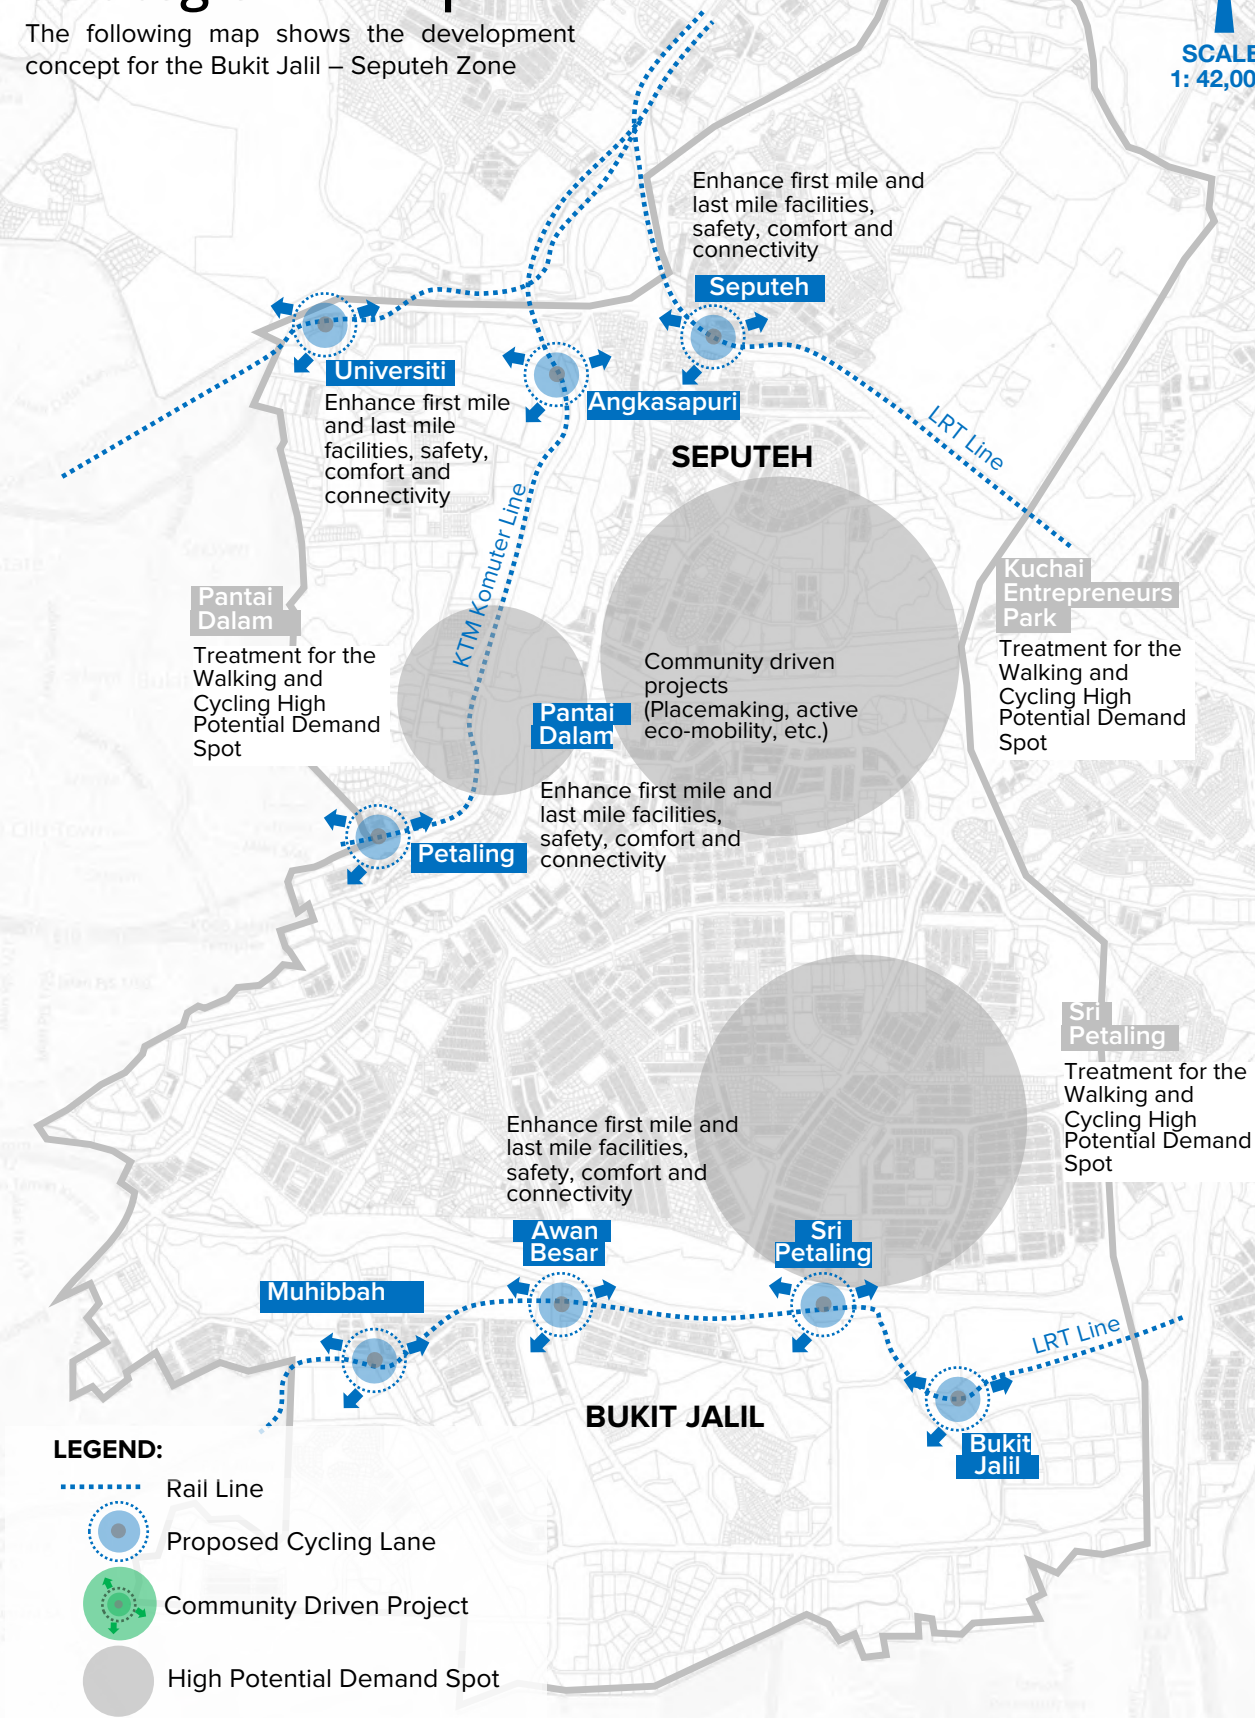 The following map shows the development
concept for the Bukit Jalil – Seputeh Zone
SCALE
1: 42,00
Enhance first mile and
last mile facilities,
safety, comfort and
connectivity
Seputeh
Universiti
Enhance first mile
and last mile
facilities, safety,
comfort and
connectivity
Angkasapuri
SEPUTEH
LRT Line
KTM Komuter Line
Pantai
Dalam
Treatment for the
Walking and
Cycling High
Potential Demand
Spot
Kuchai
Entrepreneurs
Park
Treatment for the
Walking and
Cycling High
Potential Demand
Spot
Community driven
projects
(Placemaking, active
eco-mobility, etc.)
Pantai
Dalam
Enhance first mile and
last mile facilities,
safety, comfort and
connectivity
Petaling
Sri
Petaling
Treatment for the
Walking and
Cycling High
Potential Demand
Spot
Enhance first mile and
last mile facilities,
safety, comfort and
connectivity
Awan
Besar
Sri
Petaling
Muhibbah
LRT Line
BUKIT JALIL
Bukit
Jalil
LEGEND:
Rail Line
Proposed Cycling Lane
Community Driven Project
High Potential Demand Spot